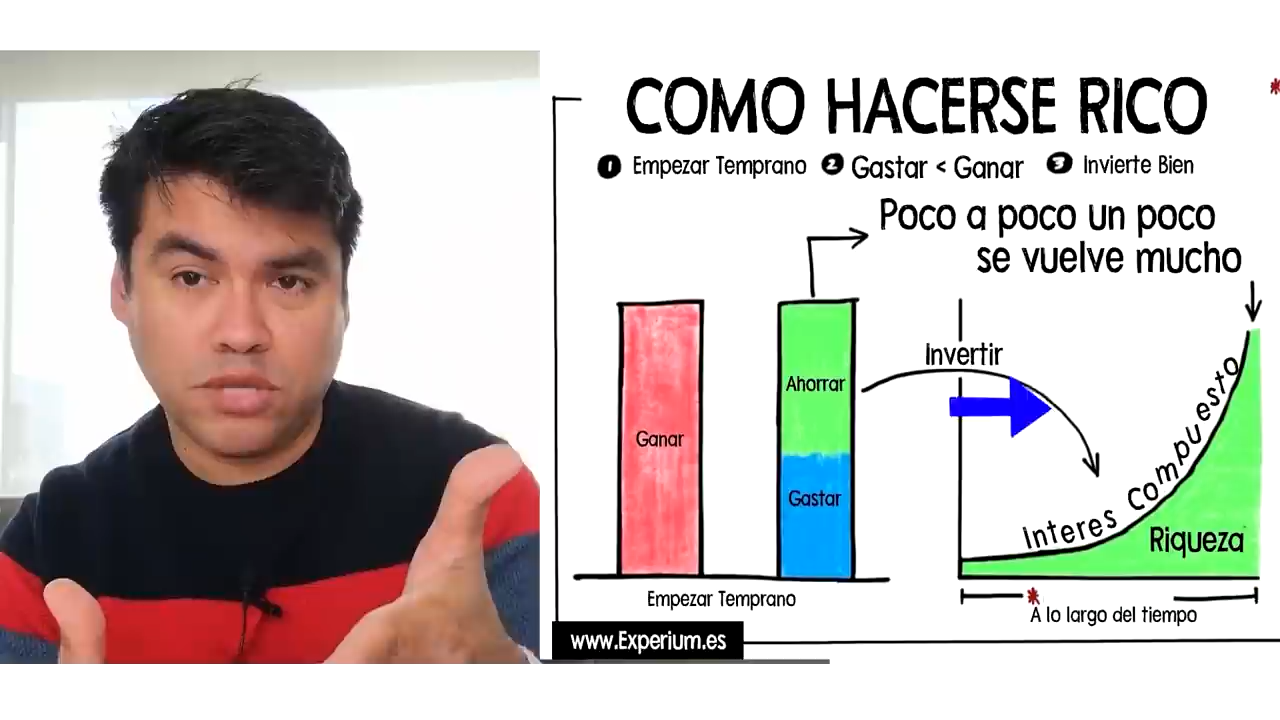 COMO HACERSE RICO
1 Empezar Temprano 2 Gastar < Ganar 3 Invierte Bien
Poco a poco un poco
se vuelve mucho
Invertir
Ahorrar
Ganar
Gastar
Interes Compuesto
Riqueza
Empezar Temprano
* A lo largo del tiempo
www.Experium.es
*